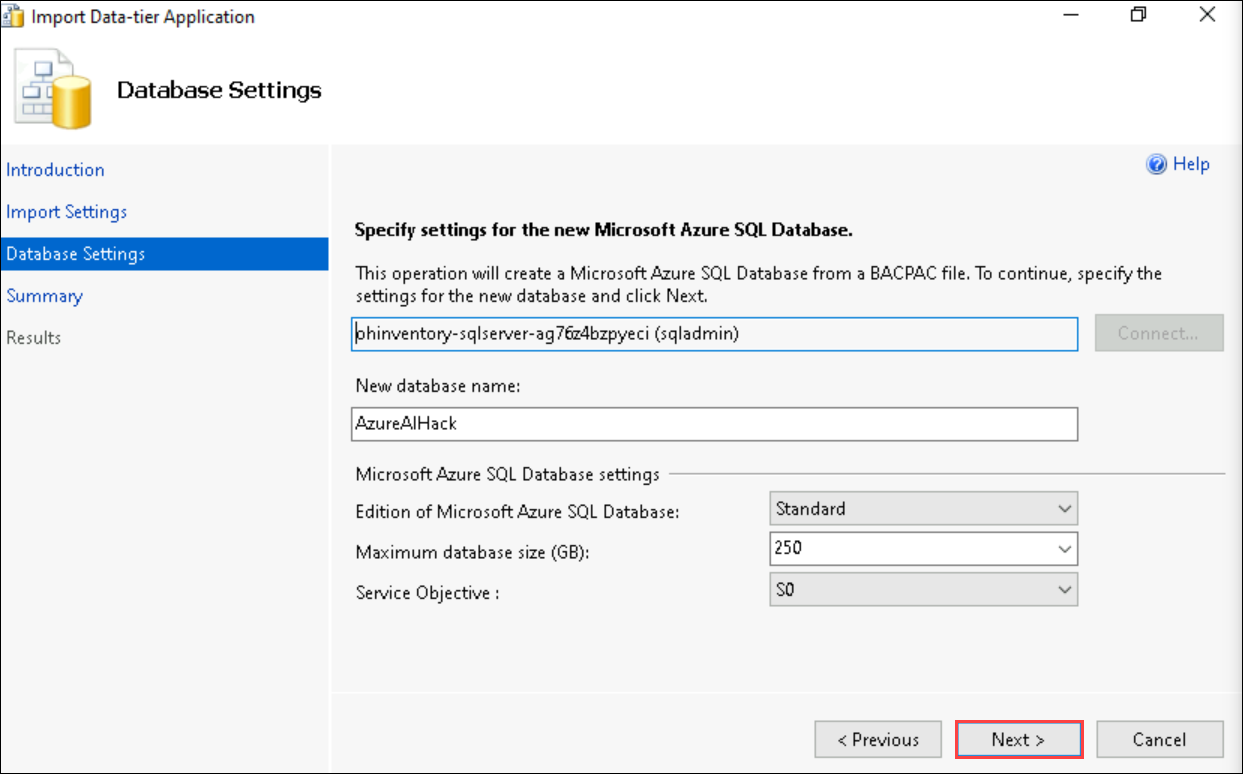 Import Data-tier Application
Database Settings
Introduction
Import Settings
Database Settings
Summary
Results
Help
Specify settings for the new Microsoft Azure SQL Database.
This operation will create a Microsoft Azure SQL Database from a BACPAC file. To continue, specify the
settings for the new database and click Next.
ohinventory-sqlserver-ag76z4bzpyeci (sqladmin)
Connect...
New database name:
AzureAIHack
Microsoft Azure SQL Database settings
Edition of Microsoft Azure SQL Database:
Standard
Maximum database size (GB):
250
Service Objective :
S0
< Previous
Next >
Cancel